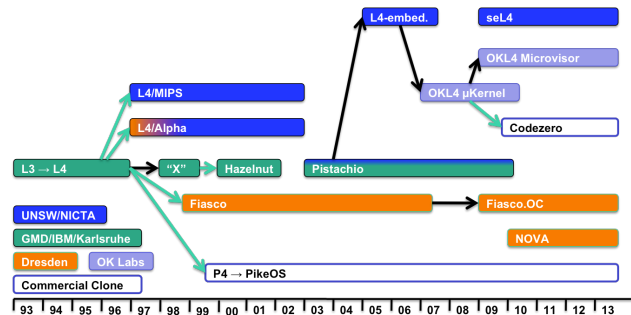 L4-embed.
seL4
OKL4 Microvisor
L4/MIPS
OKL4 µKernel
L4/Alpha
Codezero
L3 → L4
“X”
Hazelnut
Pistachio
Fiasco
Fiasco.OC
UNSW/NICTA
GMD/IBM/Karlsruhe
NOVA
Dresden
OK Labs
P4 → PikeOS
Commercial Clone
93 94 95 96 97 98 99 00 01 02 03 04 05 06 07 08 09 10 11 12 13